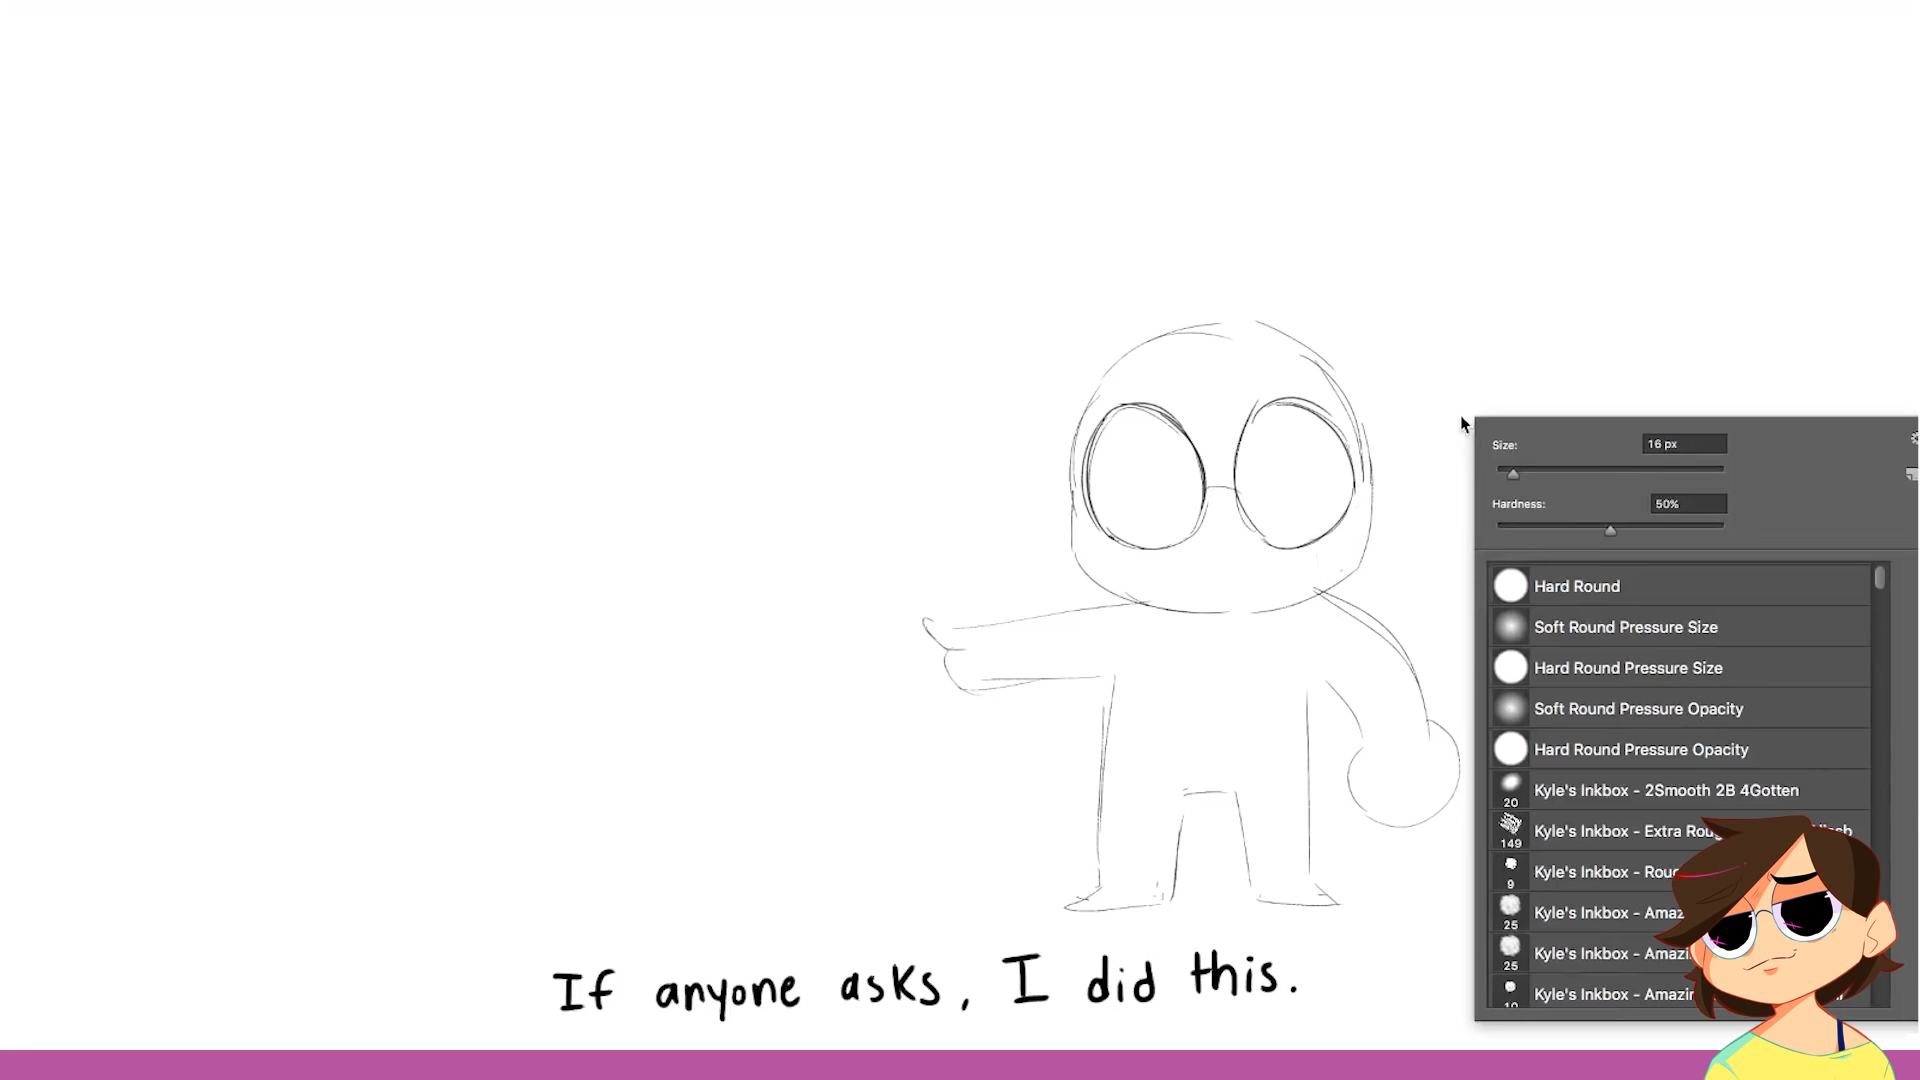 Size:
16 px
Hardness:
50%
Hard Round
Soft Round Pressure Size
Hard Round Pressure Size
Soft Round Pressure Opacity
Hard Round Pressure Opacity
Kyle's Inkbox - 2Smooth 2B 4Gotten
20
Kyle's Inkbox - Extra
149
Kyle's Inkbox -
9
Kyle's Inkbox -
25
Kyle's Inkbox -
25
Kyle's Inkbox -
If anyone asks, I did this.